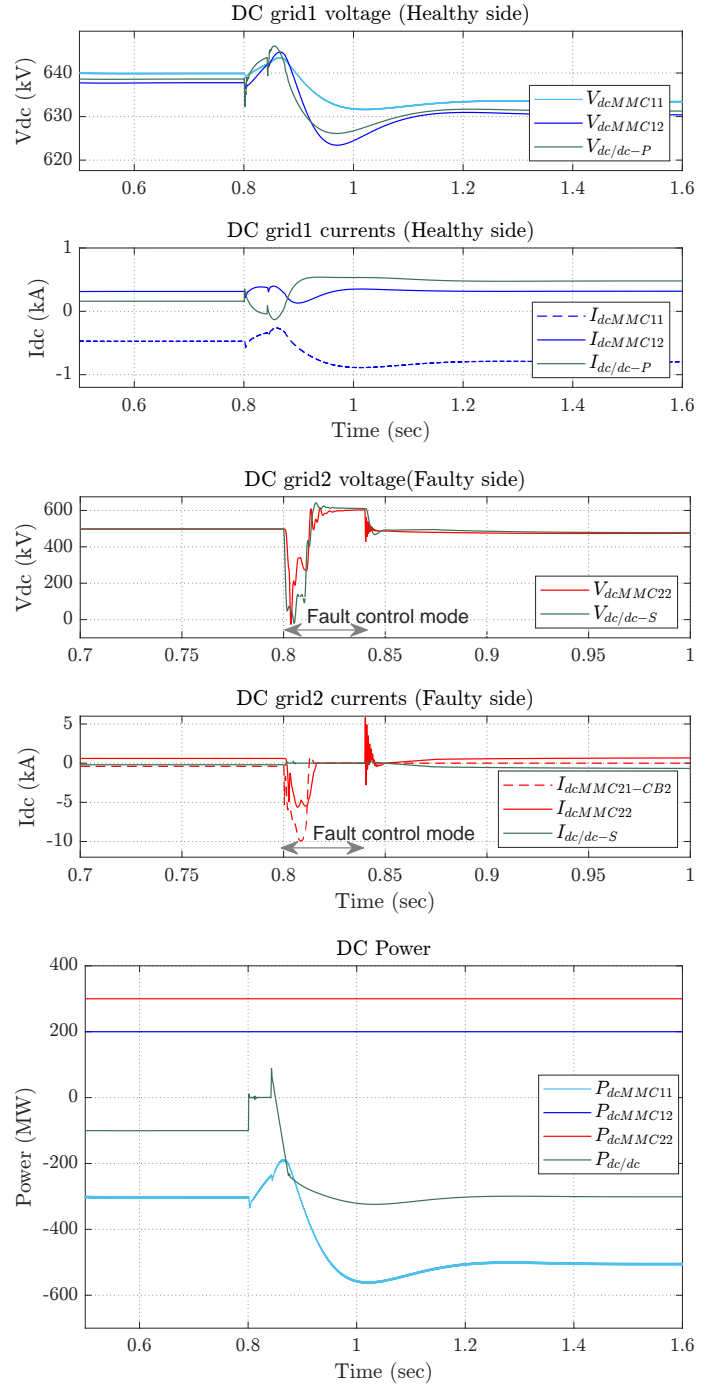 DC grid1 voltage (Healthy side)
Vdc (kV)
640
630
620
V_dcMMC11
V_dcMMC12
V_dc/dc−P
0.6 0.8 1 1.2 1.4 1.6
DC grid1 currents (Healthy side)
Idc (kA)
1
0
-1
I_dcMMC11
I_dcMMC12
I_dc/dc−P
0.6 0.8 1 1.2 1.4 1.6
Time (sec)
DC grid2 voltage(Faulty side)
Vdc (kV)
600
400
200
0
V_dcMMC22
V_dc/dc−S
Fault control mode
0.7 0.75 0.8 0.85 0.9 0.95 1
DC grid2 currents (Faulty side)
Idc (kA)
5
0
-5
-10
I_dcMMC21−CB2
I_dcMMC22
I_dc/dc−S
Fault control mode
0.7 0.75 0.8 0.85 0.9 0.95 1
Time (sec)
DC Power
Power (MW)
400
200
0
-200
-400
-600
P_dcMMC11
P_dcMMC12
P_dcMMC22
P_dc/dc
0.6 0.8 1 1.2 1.4 1.6
Time (sec)